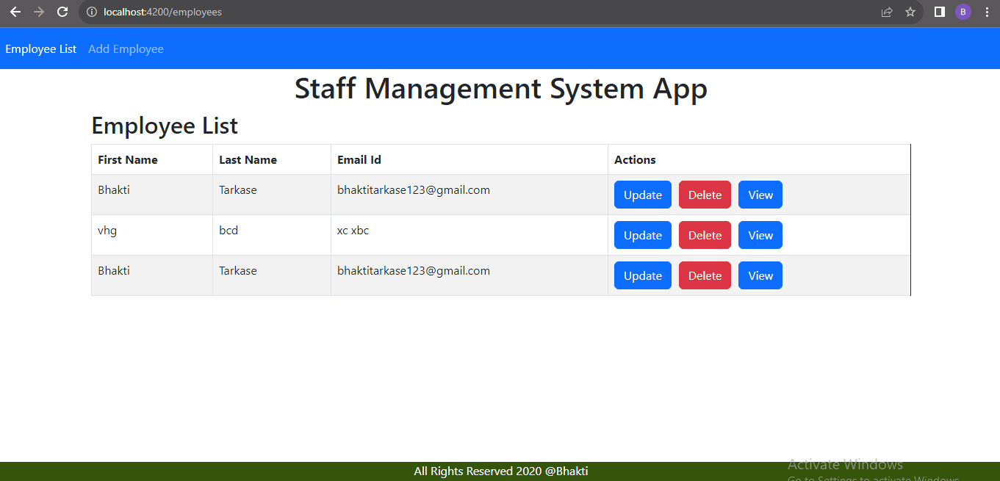 localhost:4200/employees
B
Employee List Add Employee
Staff Management System App
Employee List
First Name Last Name Email Id Actions
Bhakti Tarkase bhaktitarkase123@gmail.com Update Delete View
vhg bcd xc xbc Update Delete View
Bhakti Tarkase bhaktitarkase123@gmail.com Update Delete View
Activate Windows
All Rights Reserved 2020 @Bhakti
Go to Settings to activate Windows.